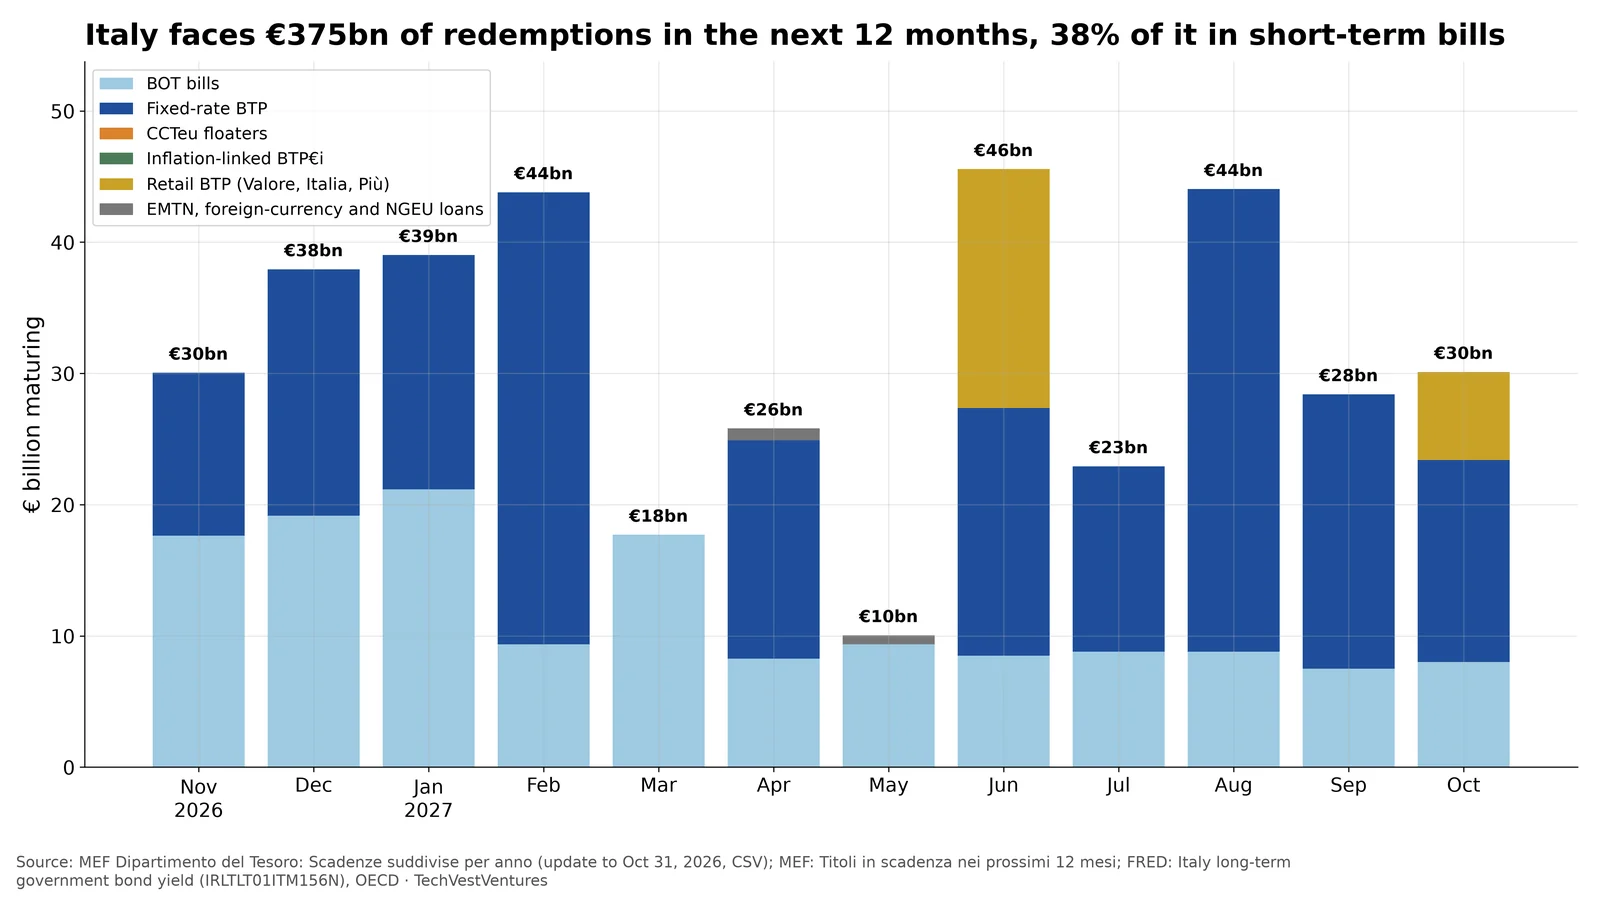 Italy faces €375bn of redemptions in the next 12 months, 38% of it in short-term bills
BOT bills
Fixed-rate BTP
CCTeu floaters
Inflation-linked BTP€i
Retail BTP (Valore, Italia, Più)
EMTN, foreign-currency and NGEU loans
€ billion maturing
50
40
30
20
10
0
€30bn
€38bn
€39bn
€44bn
€18bn
€26bn
€10bn
€46bn
€23bn
€44bn
€28bn
€30bn
Nov
2026
Dec
Jan
2027
Feb
Mar
Apr
May
Jun
Jul
Aug
Sep
Oct
Source: MEF Dipartimento del Tesoro: Scadenze suddivise per anno (update to Oct 31, 2026, CSV); MEF: Titoli in scadenza nei prossimi 12 mesi; FRED: Italy long-term
government bond yield (IRLTLT01ITM156N), OECD · TechVestVentures